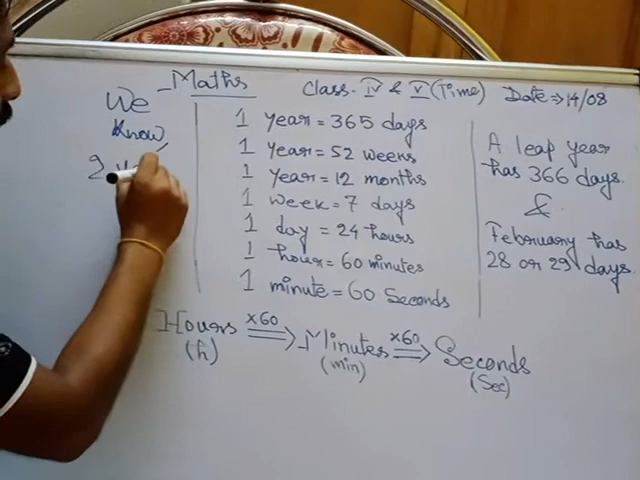 Maths Class- IV & V (Time) Date ⇒ 14/08
We
Know
2
1 year = 365 days
1 year = 52 weeks
1 year = 12 months
1 week = 7 days
1 day = 24 hours
1 hour = 60 minutes
1 minute = 60 Seconds
A leap year
has 366 days.
&
February has
28 or 29 days.
Hours ×60 ⇒ Minutes ×60 ⇒ Seconds
(h) (min) (Sec)